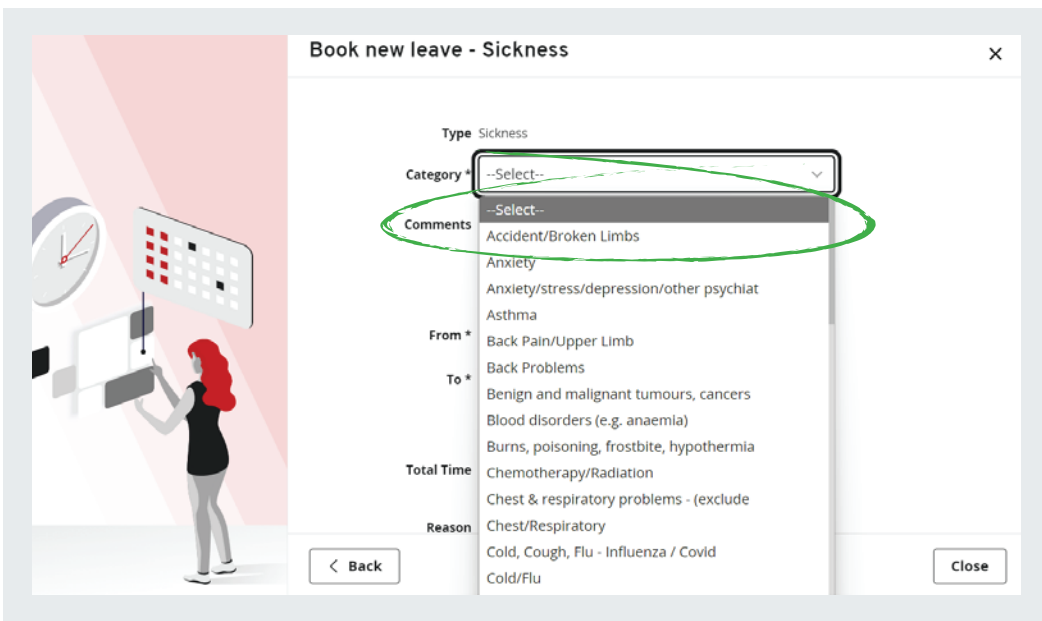 Book new leave - Sickness
Type Sickness
Category * --Select--
--Select--
Comments
Accident/Broken Limbs
Anxiety
Anxiety/stress/depression/other psychiat
Asthma
From *
Back Pain/Upper Limb
Back Problems
To *
Benign and malignant tumours, cancers
Blood disorders (e.g. anaemia)
Burns, poisoning, frostbite, hypothermia
Total Time
Chemotherapy/Radiation
Chest & respiratory problems - (exclude
Reason
Chest/Respiratory
Cold, Cough, Flu - Influenza / Covid
Cold/Flu
Back
Close